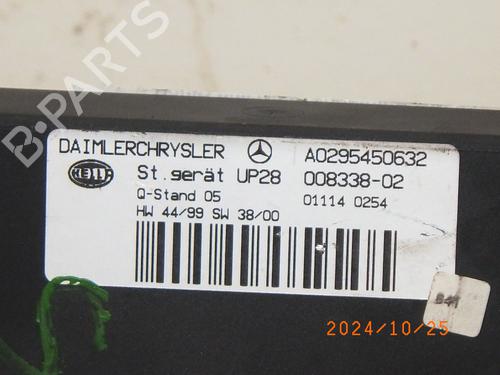 DAIMLERCHRYSLER A0295450632
HELLA St.gerät UP28 008338-02
Q-Stand 05 01114 0254
HW 44/99 SW 38/00
B-PARTS
2024/10/25